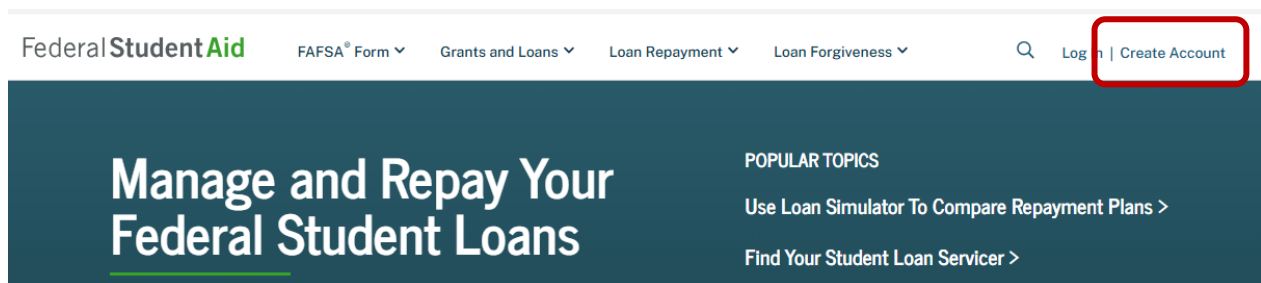 Federal Student Aid FAFSA® Form Grants and Loans Loan Repayment Loan Forgiveness Log In | Create Account
Manage and Repay Your
Federal Student Loans
POPULAR TOPICS
Use Loan Simulator To Compare Repayment Plans >
Find Your Student Loan Servicer >